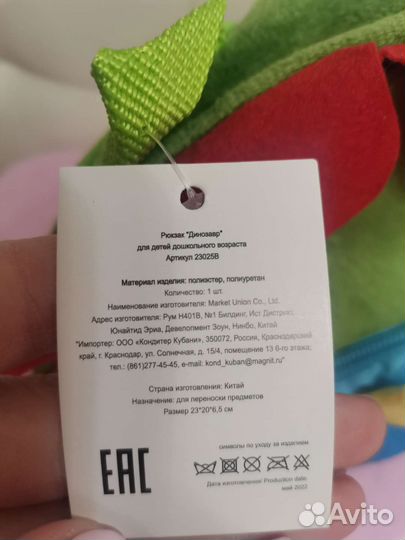 Рюкзак "Динозавр"
для детей дошкольного возраста
Артикул 23025В
Материал изделия: полиэстер, полиуретан
Количество: 1 шт.
Наименование изготовителя: Market Union Co., Ltd.
Адрес изготовителя: Рум Н401В, №1 Билдинг, Ист Дистрикт,
Юнайтид Эриа, Девелопмент Зоун, Нинбо, Китай
"Импортер: ООО «Кондитер Кубани», 350072, Россия, Краснодарский
край, г. Краснодар, ул. Солнечная, д. 15/4, помещение 13 6-го этажа;
тел.: (861)277-45-45, e-mail: kond_kuban@magnit.ru"
Страна изготовителя: Китай
Назначение: для переноски предметов
Размер 23*20*6,5 см
символы по уходу за изделием
EAC
Дата изготовления/ Production date:
май 2022
Avito